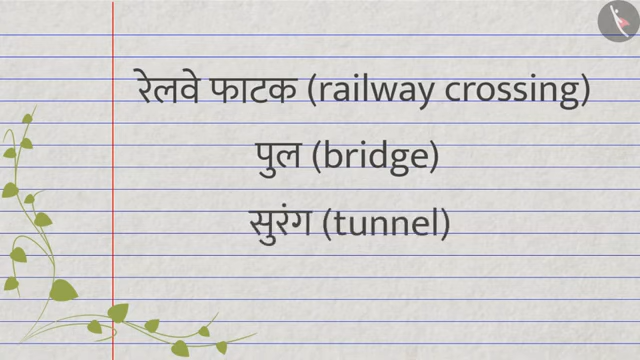 रेलवे फाटक (railway crossing)
पुल (bridge)
सुरंग (tunnel)